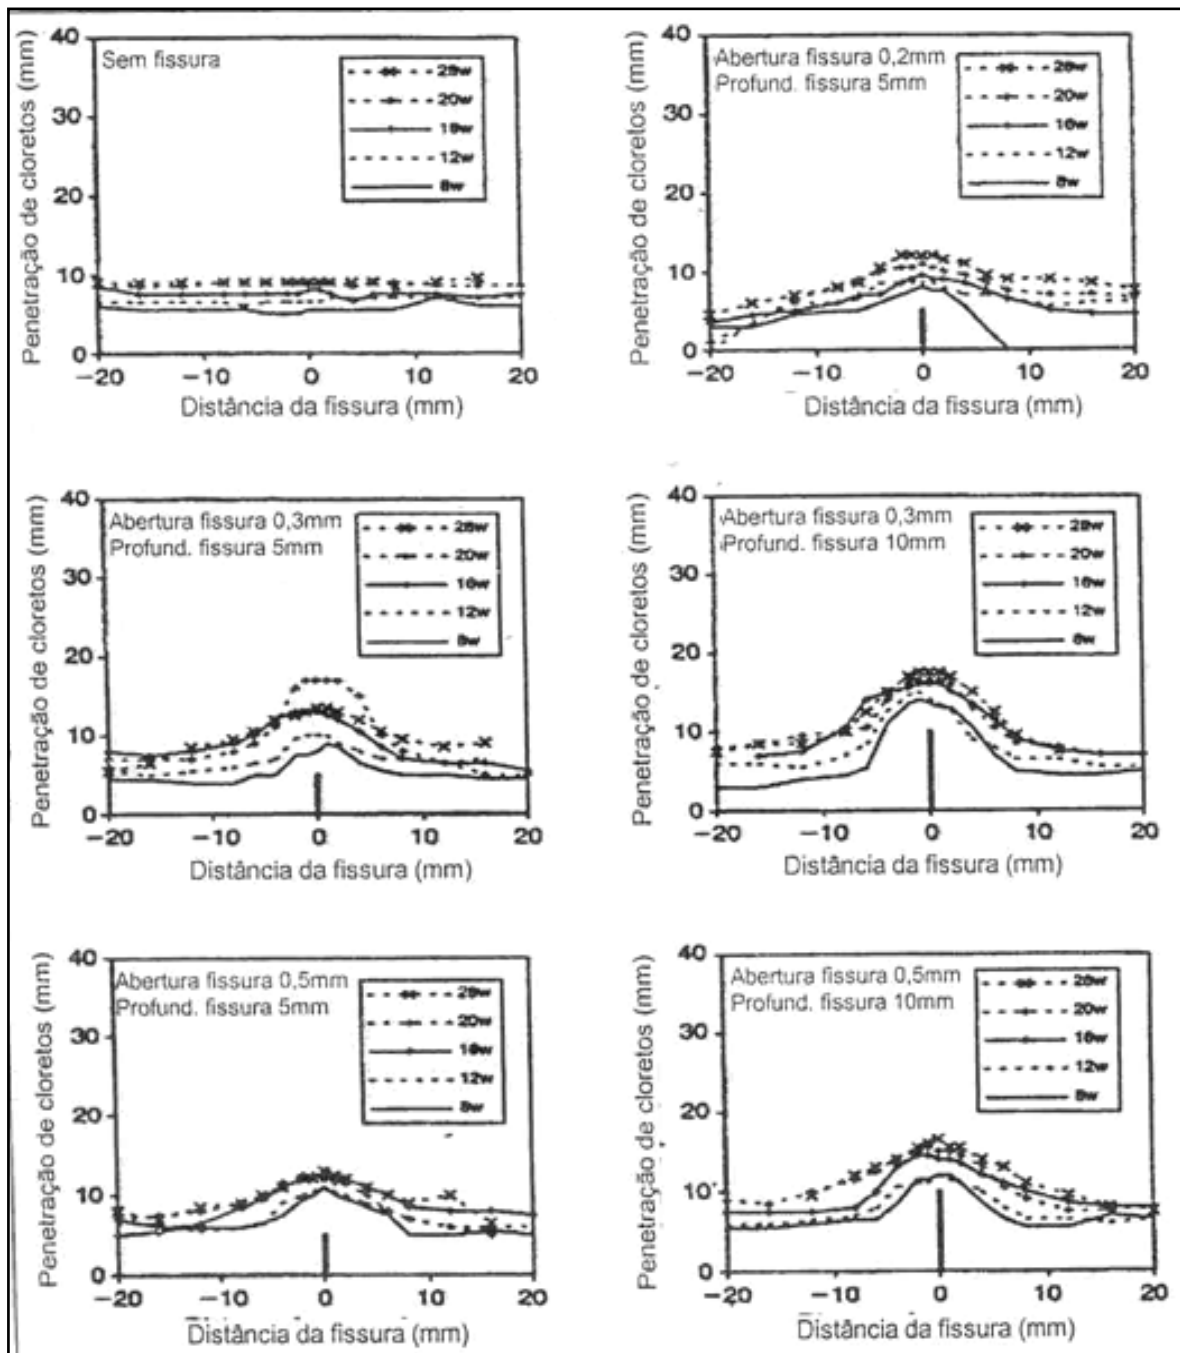 Sem fissura
28w
20w
16w
12w
8w
Penetração de cloretos (mm)
40
30
20
10
0
−20
−10
0
10
20
Distância da fissura (mm)
Abertura fissura 0,2mm
Profund. fissura 5mm
28w
20w
16w
12w
8w
Penetração de cloretos (mm)
40
30
20
10
0
−20
−10
0
10
20
Distância da fissura (mm)
Abertura fissura 0,3mm
Profund. fissura 5mm
28w
20w
16w
12w
8w
Penetração de cloretos (mm)
40
30
20
10
0
−20
−10
0
10
20
Distância da fissura (mm)
Abertura fissura 0,3mm
Profund. fissura 10mm
28w
20w
16w
12w
8w
Penetração de cloretos (mm)
40
30
20
10
0
−20
−10
0
10
20
Distância da fissura (mm)
Abertura fissura 0,5mm
Profund. fissura 5mm
28w
20w
16w
12w
8w
Penetração de cloretos (mm)
40
30
20
10
0
−20
−10
0
10
20
Distância da fissura (mm)
Abertura fissura 0,5mm
Profund. fissura 10mm
28w
20w
16w
12w
8w
Penetração de cloretos (mm)
40
30
20
10
0
−20
−10
0
10
20
Distância da fissura (mm)